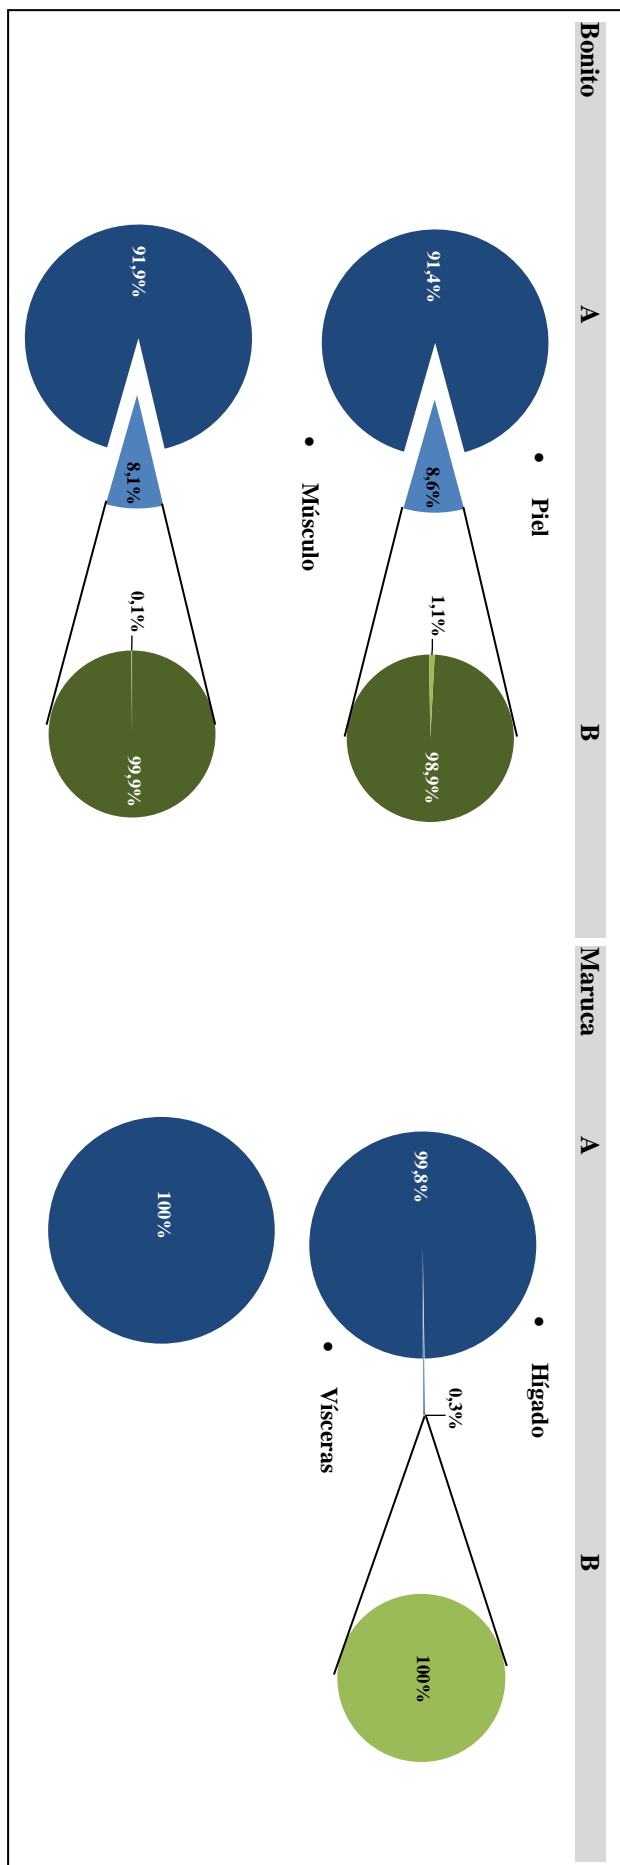 Bonito A B
• Piel
91,4%
8,6%
1,1%
98,9%
• Músculo
91,9%
8,1%
0,1%
99,9%
Maruca A B
• Hígado
99,8%
0,3%
100%
• Vísceras
100%